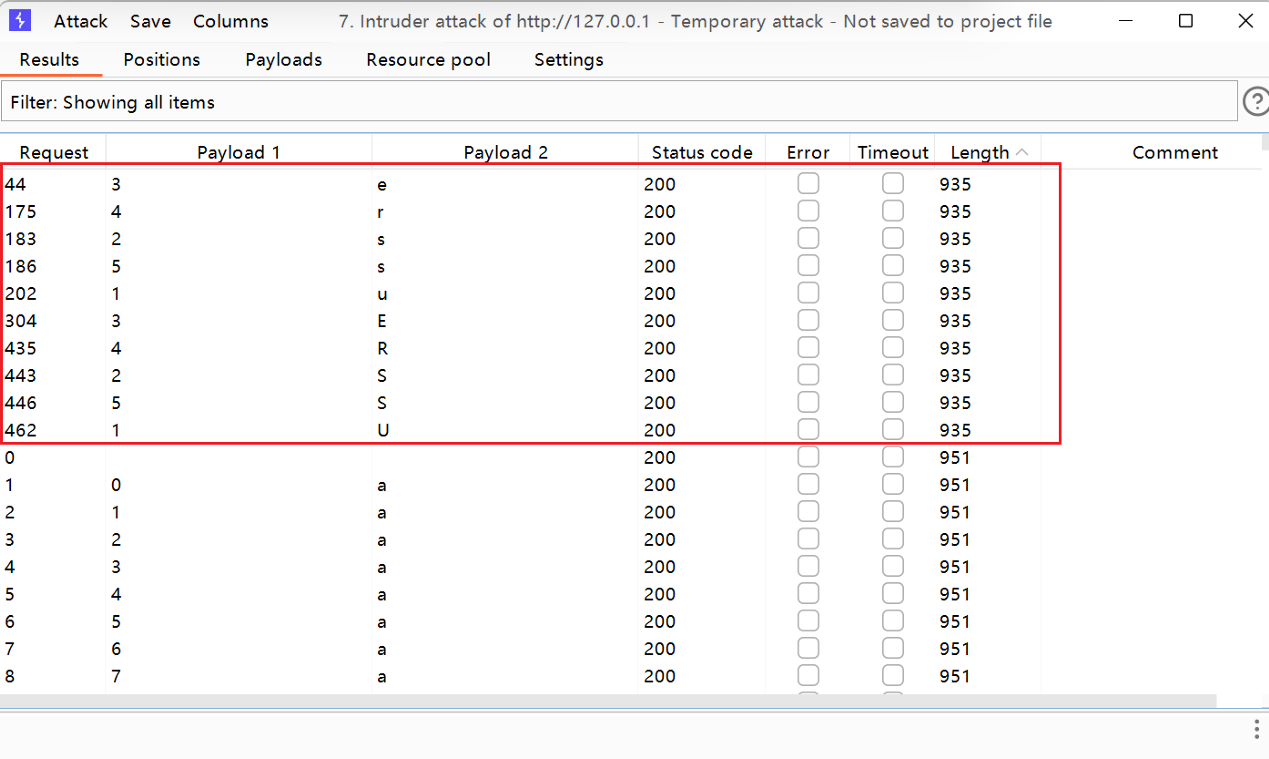 Attack Save Columns 7. Intruder attack of http://127.0.0.1 - Temporary attack - Not saved to project file
Results Positions Payloads Resource pool Settings
Filter: Showing all items
Request Payload 1 Payload 2 Status code Error Timeout Length Comment
44 3 e 200 935
175 4 r 200 935
183 2 s 200 935
186 5 s 200 935
202 1 u 200 935
304 3 E 200 935
435 4 R 200 935
443 2 S 200 935
446 5 S 200 935
462 1 U 200 935
0 200 951
1 0 a 200 951
2 1 a 200 951
3 2 a 200 951
4 3 a 200 951
5 4 a 200 951
6 5 a 200 951
7 6 a 200 951
8 7 a 200 951